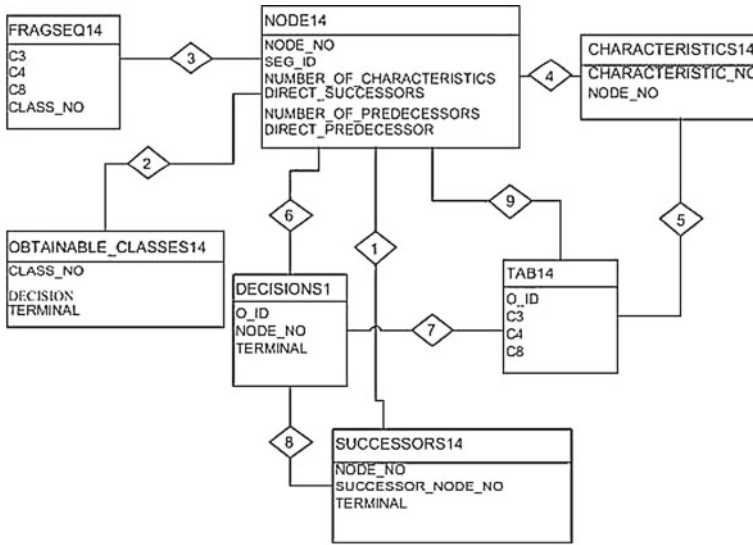 FRAGSEQ14
C3
C4
C8
CLASS_NO
3
NODE14
NODE_NO
SEG_ID
NUMBER_OF_CHARACTERISTICS
DIRECT_SUCCESSORS
NUMBER_OF_PREDECESSORS
DIRECT_PREDECESSOR
4
CHARACTERISTICS14
CHARACTERISTIC_NO
NODE_NO
2
6
1
9
5
OBTAINABLE_CLASSES14
CLASS_NO
DECISION
TERMINAL
DECISIONS1
O_ID
NODE_NO
TERMINAL
7
TAB14
O_ID
C3
C4
C8
8
SUCCESSORS14
NODE_NO
SUCCESSOR_NODE_NO
TERMINAL